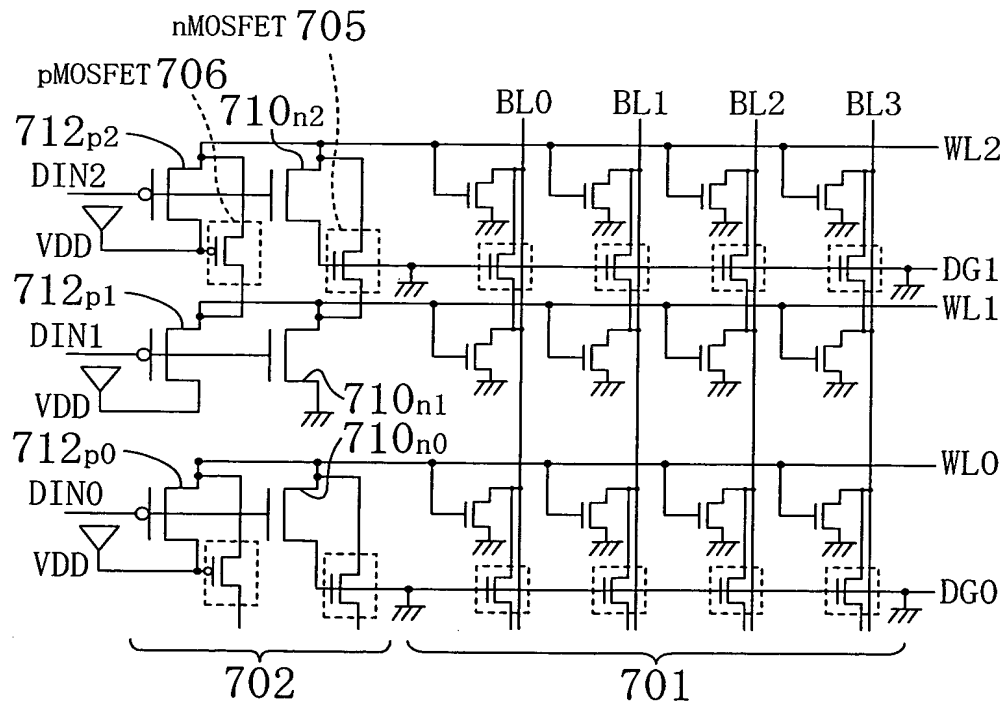 nMOSFET 705
pMOSFET 706
710n2
BL0 BL1 BL2 BL3
712p2
WL2
DIN2
VDD
DG1
712p1
WL1
DIN1
VDD
710n1
710n0
712p0
WL0
DIN0
VDD
DG0
702
701